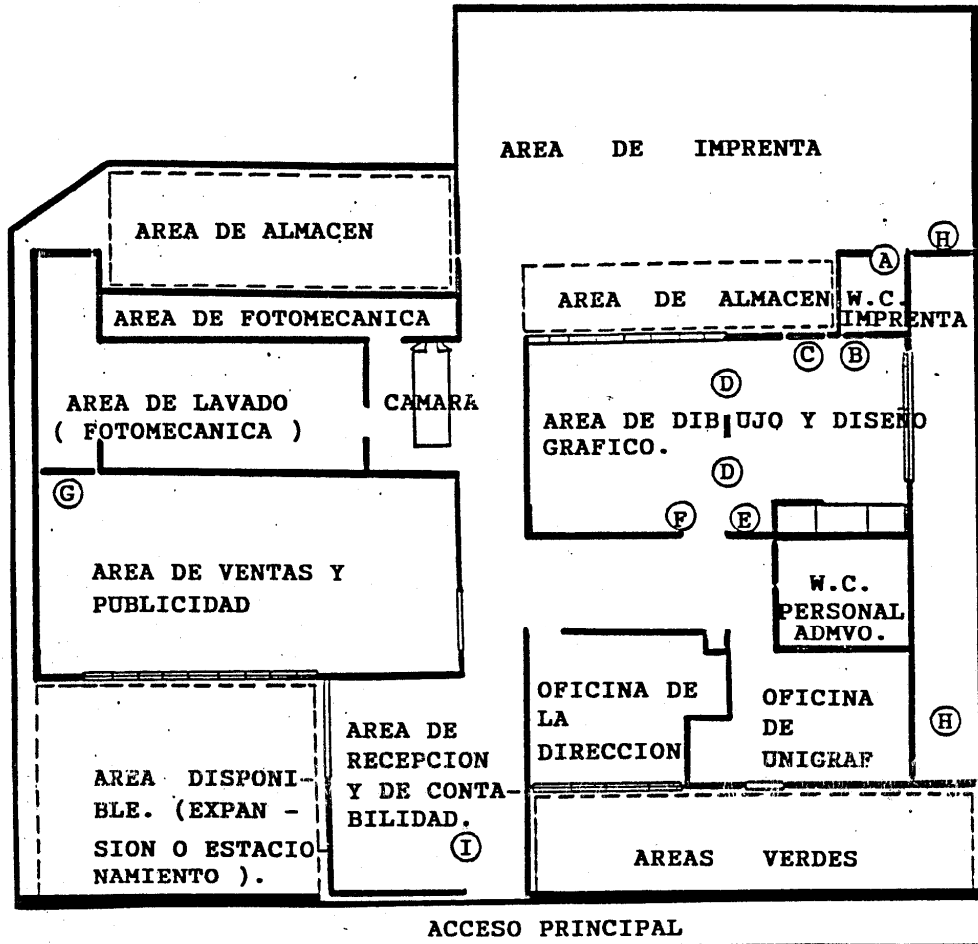 AREA DE IMPRENTA
AREA DE ALMACEN
H
A
AREA DE ALMACEN
W.C.
IMPRENTA
AREA DE FOTOMECANICA
C
B
D
AREA DE LAVADO
( FOTOMECANICA )
CAMARA
AREA DE DIBUJO Y DISEÑO
GRAFICO.
D
G
F
E
AREA DE VENTAS Y
PUBLICIDAD
W.C.
PERSONAL
ADMVO.
OFICINA DE
LA
DIRECCION
OFICINA
DE
UNIGRAF
H
AREA DE
RECEPCION
Y DE CONTA-
BILIDAD.
I
AREA DISPONI-
BLE. (EXPAN -
SION O ESTACIO
NAMIENTO ).
AREAS VERDES
ACCESO PRINCIPAL